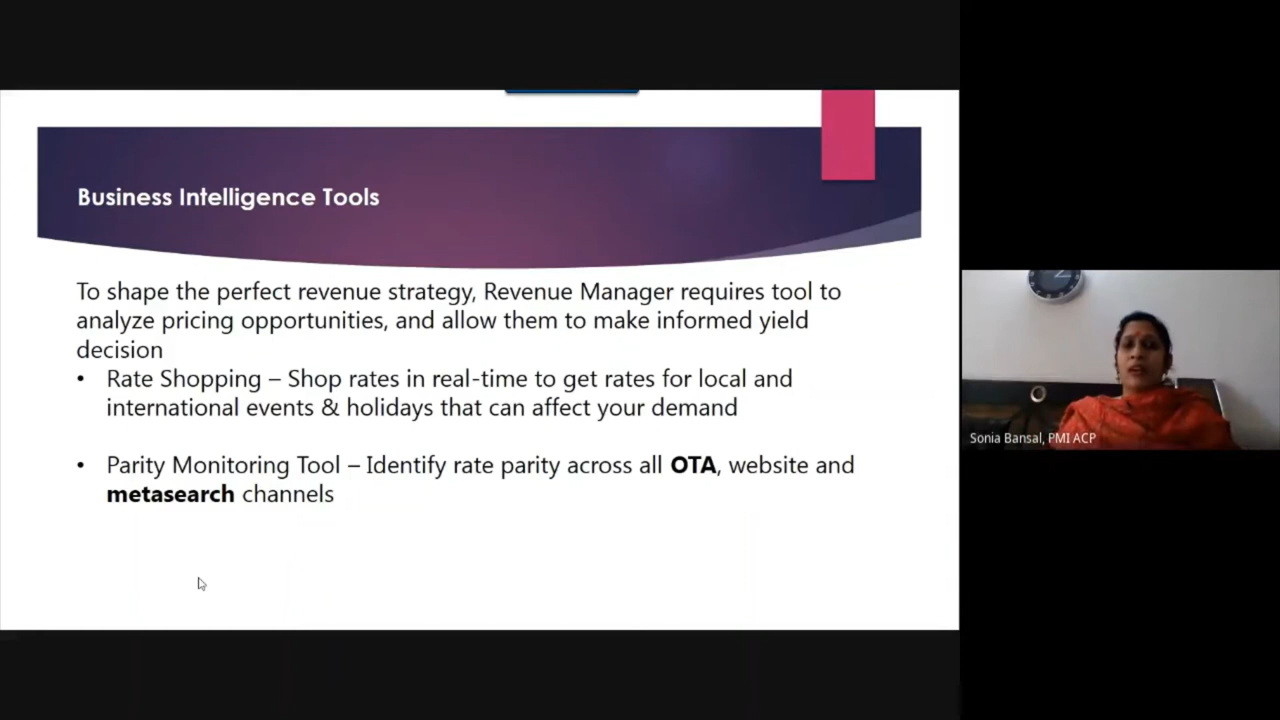 Business Intelligence Tools
To shape the perfect revenue strategy, Revenue Manager requires tool to
analyze pricing opportunities, and allow them to make informed yield
decision
• Rate Shopping – Shop rates in real-time to get rates for local and
international events & holidays that can affect your demand
• Parity Monitoring Tool – Identify rate parity across all OTA, website and
metasearch channels
Sonia Bansal, PMI ACP